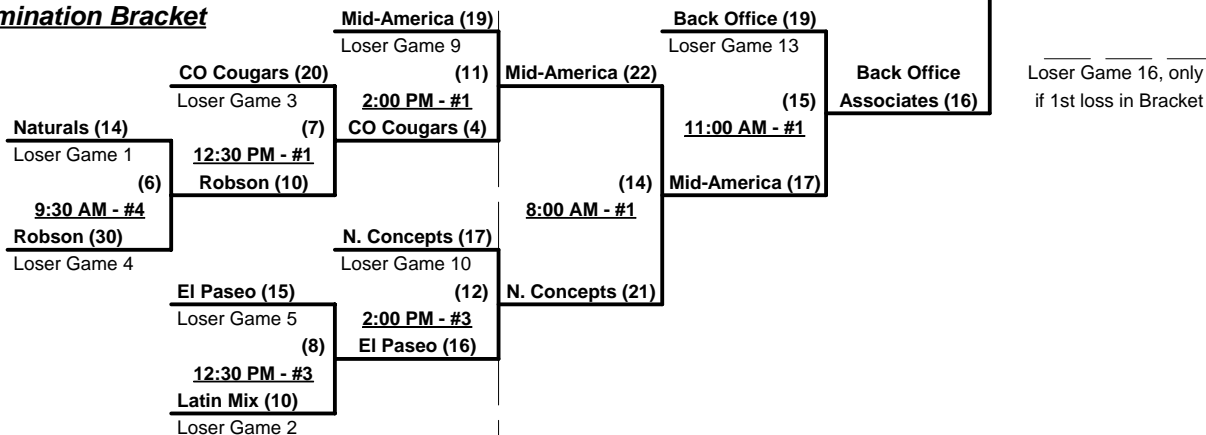 mination Bracket
Mid-America (19)
Back Office (19)
Loser Game 9
Loser Game 13
CO Cougars (20)
(11)
Mid-America (22)
Back Office
Loser Game 16, only
Loser Game 3
2:00 PM - #1
(15)
Associates (16)
if 1st loss in Bracket
Naturals (14)
(7)
CO Cougars (4)
11:00 AM - #1
Loser Game 1
12:30 PM - #1
(6)
Robson (10)
(14)
Mid-America (17)
9:30 AM - #4
8:00 AM - #1
Robson (30)
N. Concepts (17)
Loser Game 4
Loser Game 10
El Paseo (15)
(12)
N. Concepts (21)
Loser Game 5
2:00 PM - #3
(8)
El Paseo (16)
12:30 PM - #3
Latin Mix (10)
Loser Game 2